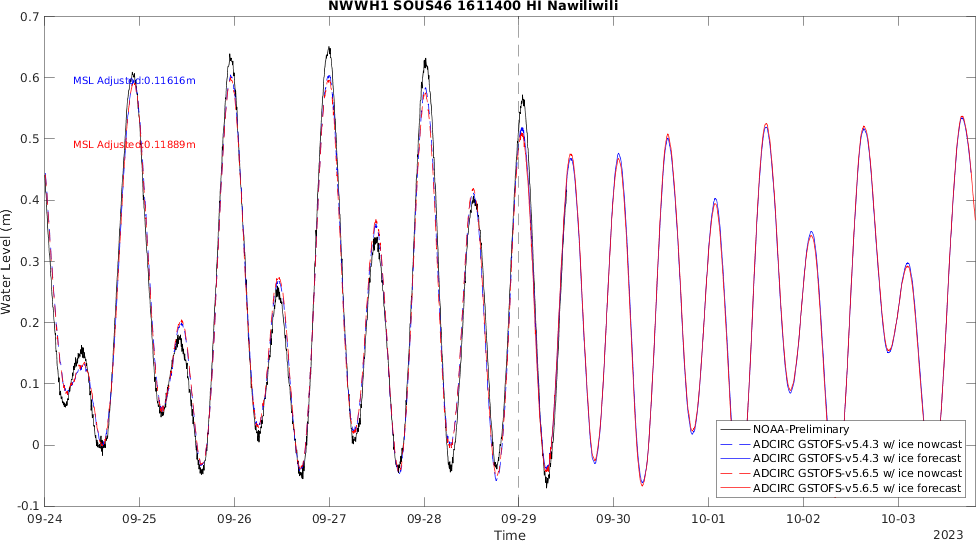 NWWH1 SOUS46 1611400 HI Nawiliwili
0.7
0.6
0.5
0.4
0.3
0.2
0.1
0
-0.1
Water Level (m)
MSL Adjusted:0.11616m
MSL Adjusted:0.11889m
NOAA-Preliminary
ADCIRC GSTOFS-v5.4.3 w/ ice nowcast
ADCIRC GSTOFS-v5.4.3 w/ ice forecast
ADCIRC GSTOFS-v5.6.5 w/ ice nowcast
ADCIRC GSTOFS-v5.6.5 w/ ice forecast
09-24 09-25 09-26 09-27 09-28 09-29 09-30 10-01 10-02 10-03
Time
2023